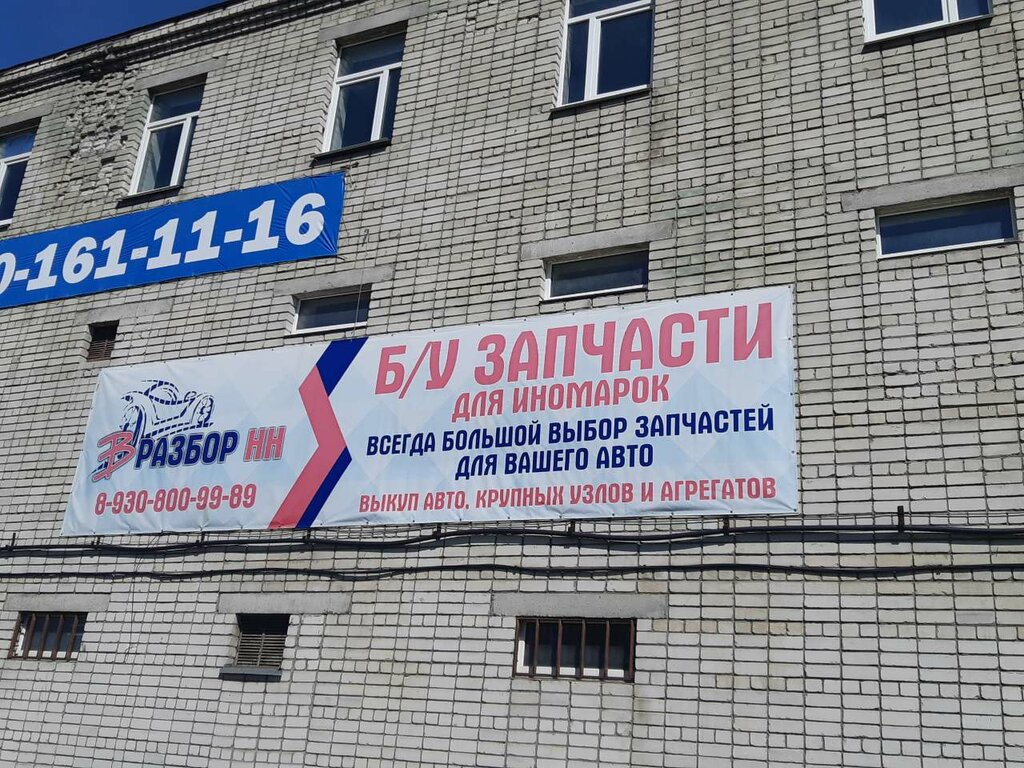 0-161-11-16
В РАЗБОР НН
8-930-800-99-89
Б/У ЗАПЧАСТИ
ДЛЯ ИНОМАРОК
ВСЕГДА БОЛЬШОЙ ВЫБОР ЗАПЧАСТЕЙ
ДЛЯ ВАШЕГО АВТО
ВЫКУП АВТО, КРУПНЫХ УЗЛОВ И АГРЕГАТОВ